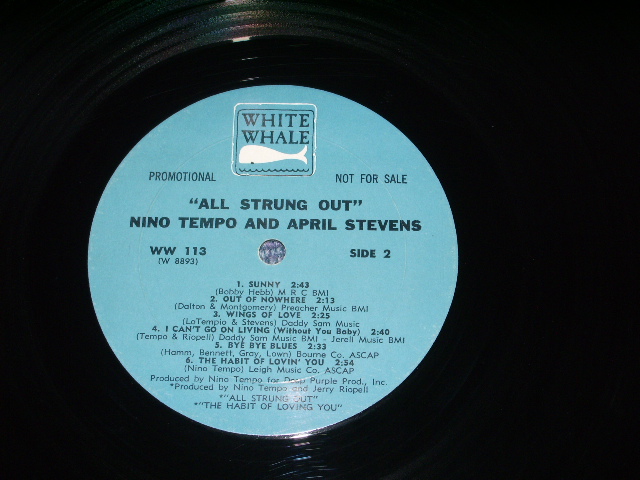 WHITE
WHALE
PROMOTIONAL NOT FOR SALE
"ALL STRUNG OUT"
NINO TEMPO AND APRIL STEVENS
WW 113 SIDE 2
(W 8893)
1. SUNNY 2:43
(Bobby Hebb) M R C BMI
2. OUT OF NOWHERE 2:13
(Dalton & Montgomery) Preacher Music BMI
3. WINGS OF LOVE 2:25
(LoTempio & Stevens) Daddy Sam Music
4. I CAN'T GO ON LIVING (Without You Baby) 2:40
(Tempo & Riopell) Daddy Sam BMI - Jerell Music BMI
5. BYE BYE BLUES 2:33
(Hamm, Bennett, Gray, Lown) Bourne Co. ASCAP
6. THE HABIT OF LOVIN' YOU 2:54
(Nino Tempo) Leigh Music Co. ASCAP
Produced by Nino Tempo for Deep Purple Prod., Inc.
*Produced by Nino Tempo and Jerry Riopell
*"ALL STRUNG OUT"
*"THE HABIT OF LOVING YOU"